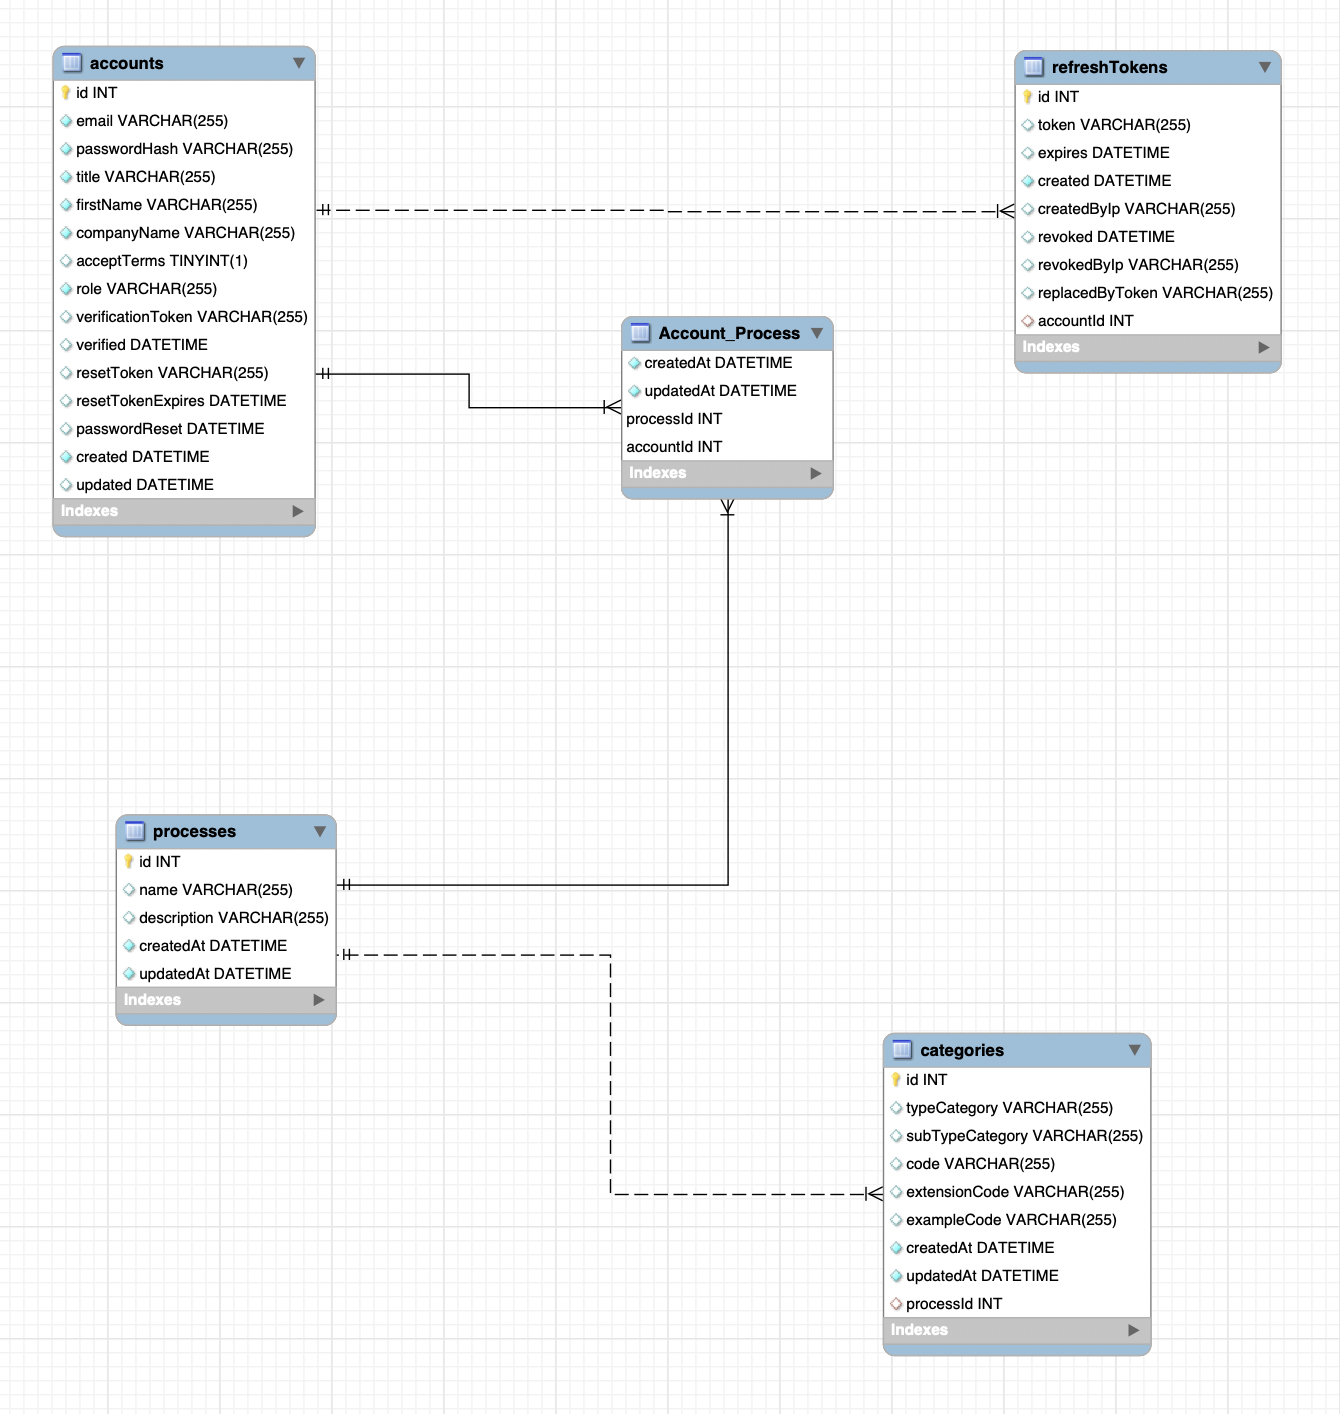 accounts
id INT
email VARCHAR(255)
passwordHash VARCHAR(255)
title VARCHAR(255)
firstName VARCHAR(255)
companyName VARCHAR(255)
acceptTerms TINYINT(1)
role VARCHAR(255)
verificationToken VARCHAR(255)
verified DATETIME
resetToken VARCHAR(255)
resetTokenExpires DATETIME
passwordReset DATETIME
created DATETIME
updated DATETIME
Indexes
refreshTokens
id INT
token VARCHAR(255)
expires DATETIME
created DATETIME
createdByIp VARCHAR(255)
revoked DATETIME
revokedByIp VARCHAR(255)
replacedByToken VARCHAR(255)
accountId INT
Indexes
Account_Process
createdAt DATETIME
updatedAt DATETIME
processId INT
accountId INT
Indexes
processes
id INT
name VARCHAR(255)
description VARCHAR(255)
createdAt DATETIME
updatedAt DATETIME
Indexes
categories
id INT
typeCategory VARCHAR(255)
subTypeCategory VARCHAR(255)
code VARCHAR(255)
extensionCode VARCHAR(255)
exampleCode VARCHAR(255)
createdAt DATETIME
updatedAt DATETIME
processId INT
Indexes